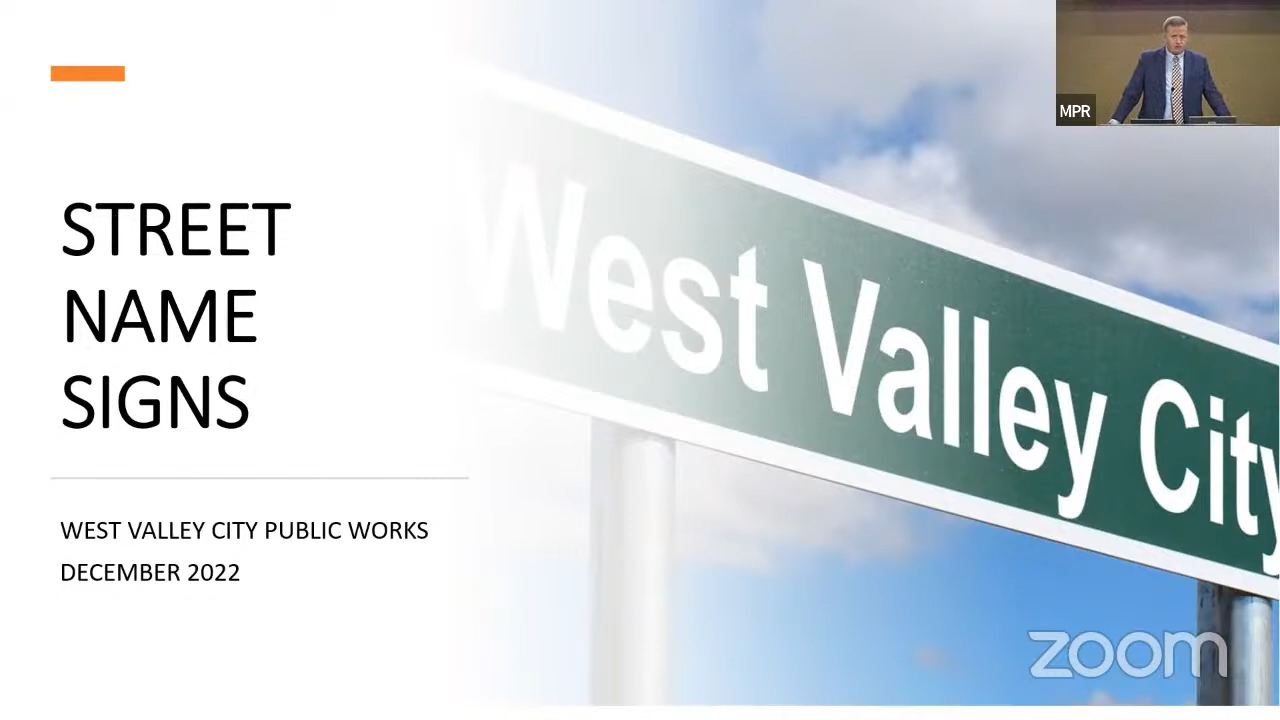 MPR
STREET
NAME
SIGNS
West Valley City
WEST VALLEY CITY PUBLIC WORKS
DECEMBER 2022
zoom